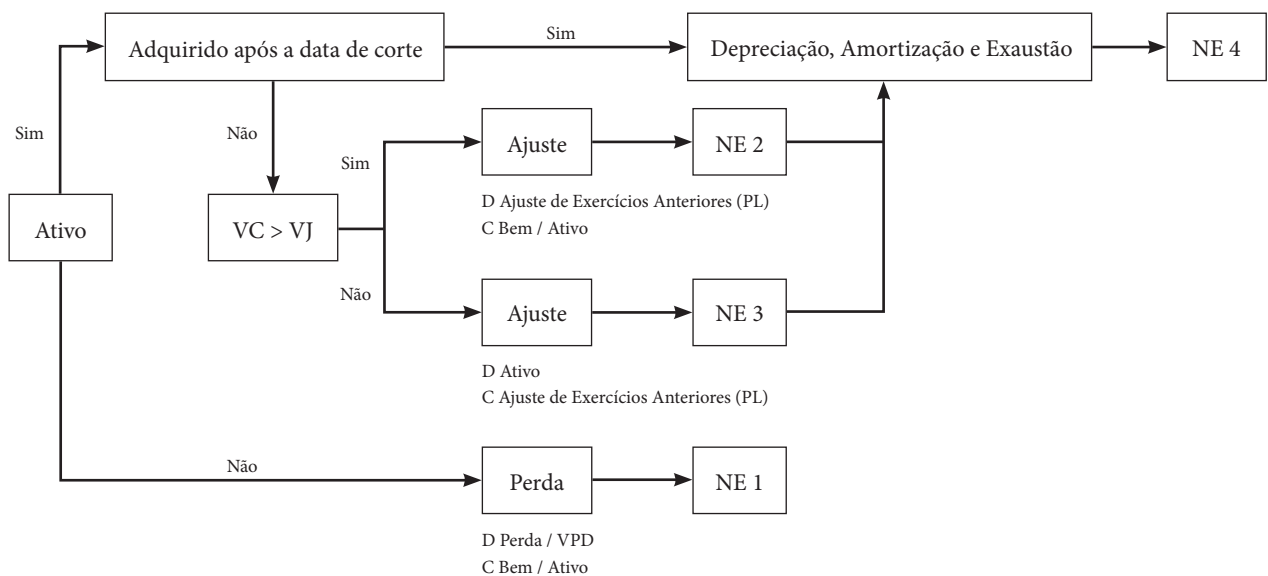 Adquirido após a data de corte
Sim
Depreciação, Amortização e Exaustão
NE 4
Sim
Não
Ativo
VC > VJ
Sim
Ajuste
NE 2
D Ajuste de Exercícios Anteriores (PL)
C Bem / Ativo
Não
Ajuste
NE 3
D Ativo
C Ajuste de Exercícios Anteriores (PL)
Não
Perda
NE 1
D Perda / VPD
C Bem / Ativo